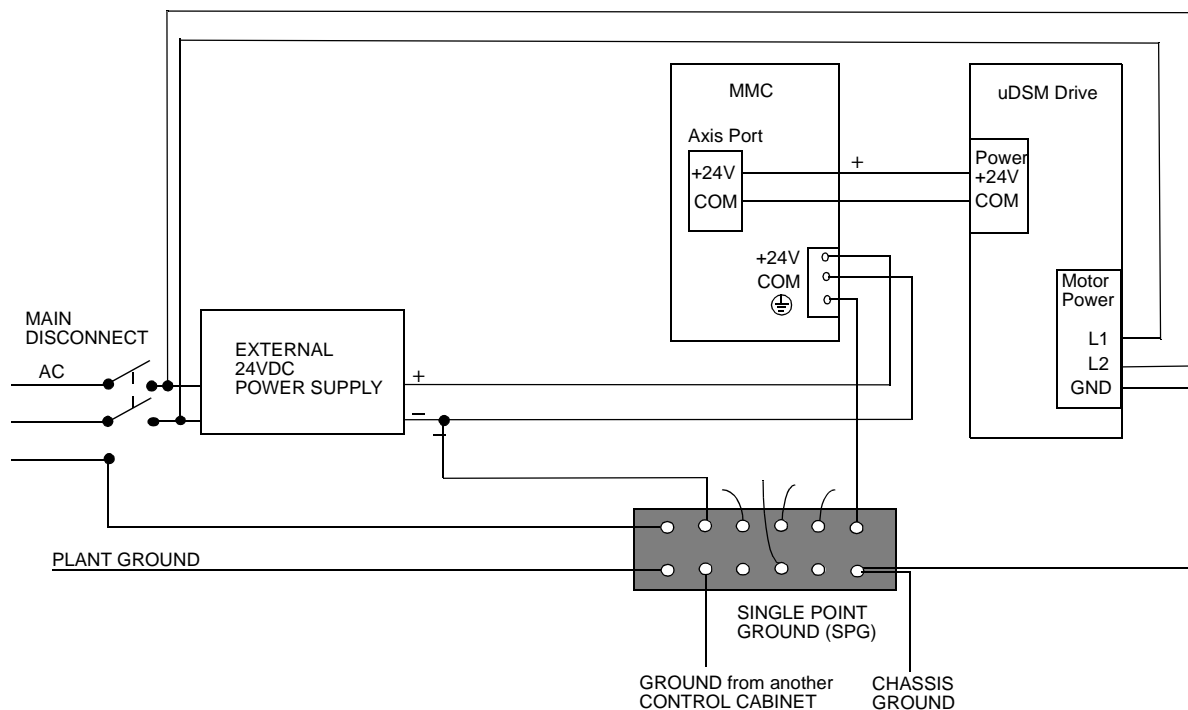 MMC
uDSM Drive
Axis Port
+24V
COM
+
Power
+24V
COM
+24V
COM
Motor
Power
L1
L2
GND
MAIN
DISCONNECT
AC
EXTERNAL
24VDC
POWER SUPPLY
+
–
–
PLANT GROUND
SINGLE POINT
GROUND (SPG)
GROUND from another
CONTROL CABINET
CHASSIS
GROUND